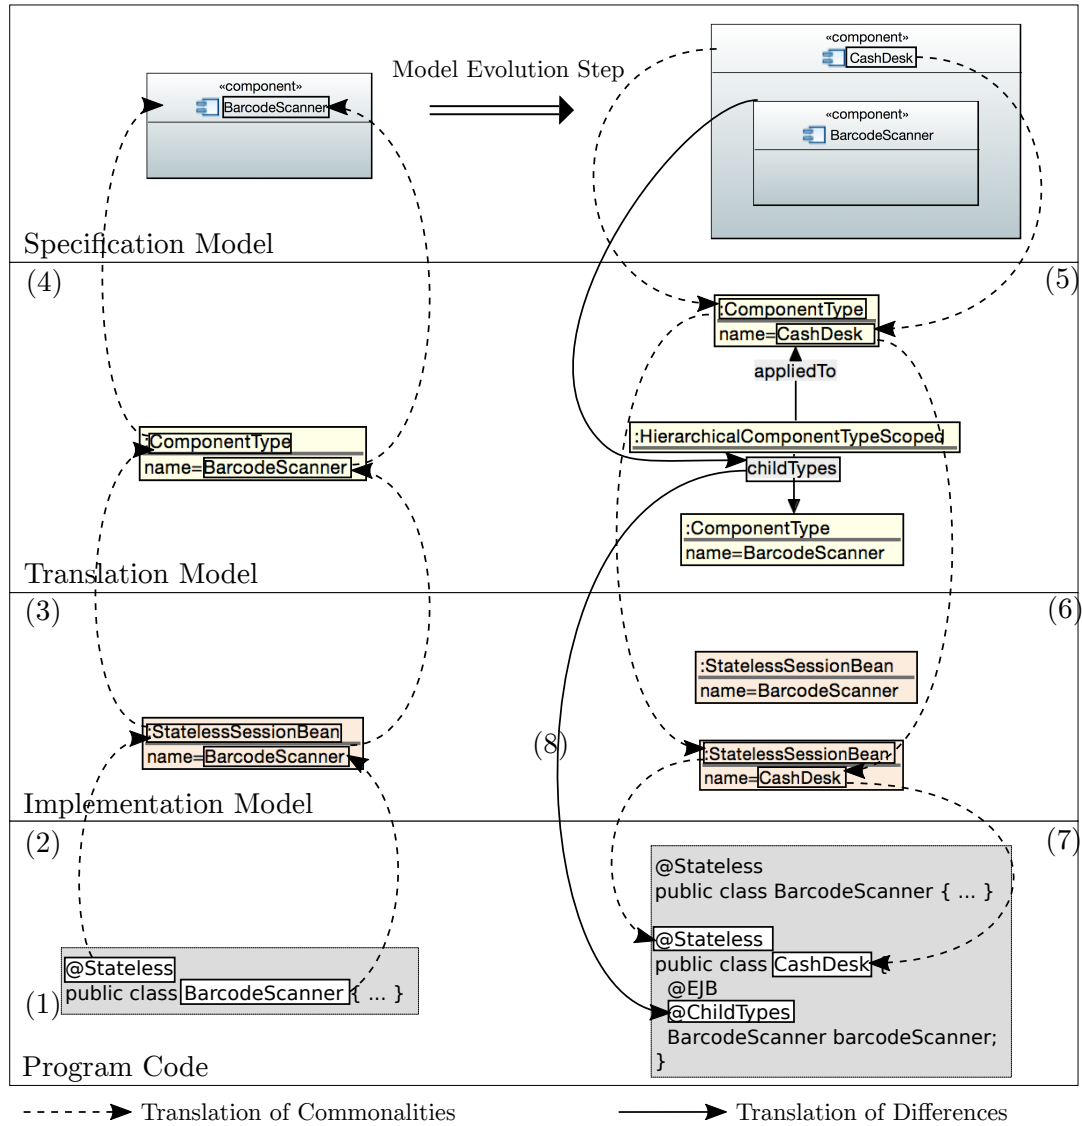 «component»
BarcodeScanner
Model Evolution Step
«component»
CashDesk
«component»
BarcodeScanner
Specification Model
(4)
(5)
:ComponentType
name=CashDesk
appliedTo
:ComponentType
name=BarcodeScanner
:HierarchicalComponentTypeScoped
childTypes
:ComponentType
name=BarcodeScanner
Translation Model
(3)
(6)
:StatelessSessionBean
name=BarcodeScanner
:StatelessSessionBean
name=BarcodeScanner
(8)
:StatelessSessionBean
name=CashDesk
Implementation Model
(2)
(7)
@Stateless
public class BarcodeScanner { ... }
@Stateless
public class CashDesk {
@EJB
@ChildTypes
BarcodeScanner barcodeScanner;
}
@Stateless
public class BarcodeScanner { ... }
(1)
Program Code
Translation of Commonalities
Translation of Differences